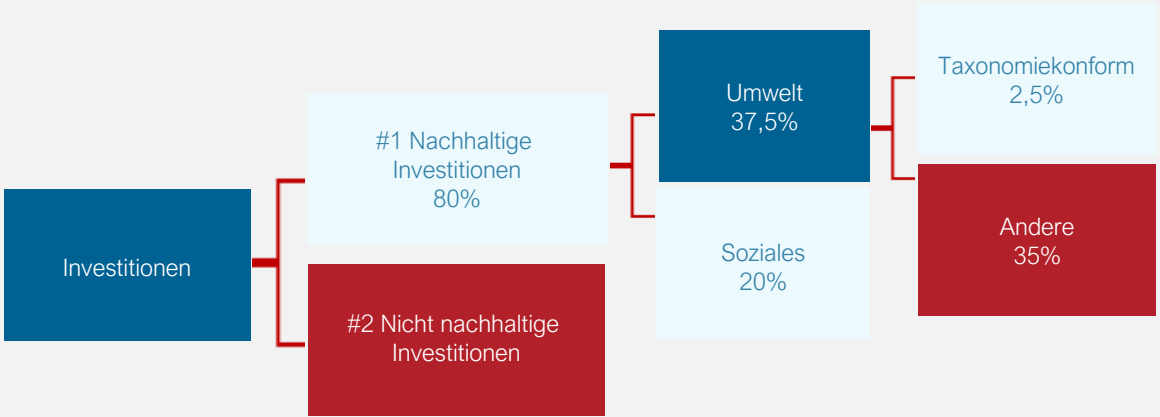 Investitionen
#1 Nachhaltige
Investitionen
80%
#2 Nicht nachhaltige
Investitionen
Umwelt
37,5%
Soziales
20%
Taxonomiekonform
2,5%
Andere
35%